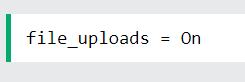 file_uploads = On